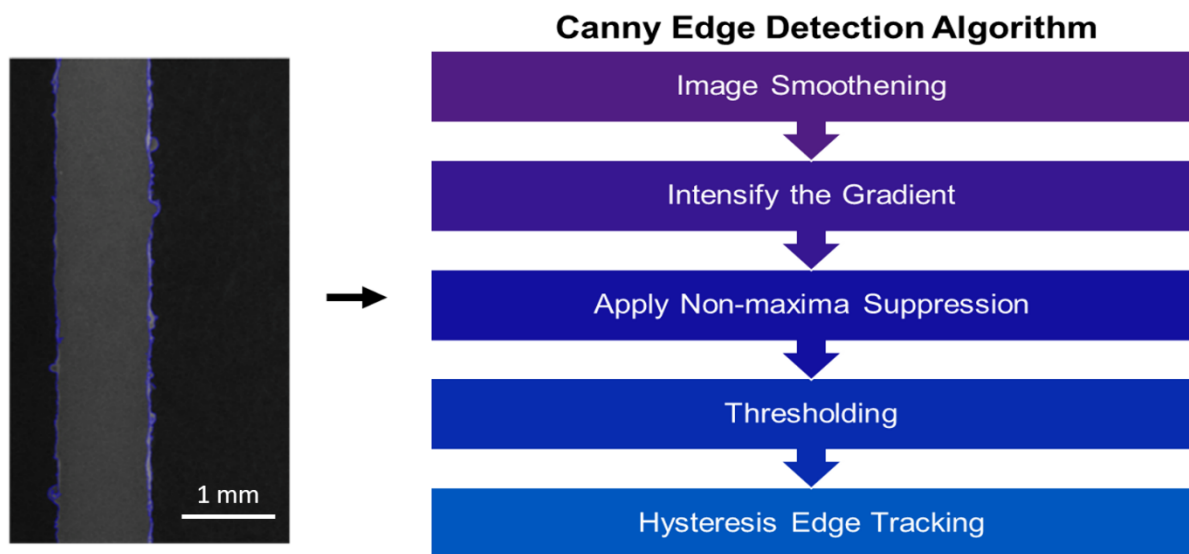 Canny Edge Detection Algorithm
Image Smoothening
Intensify the Gradient
Apply Non-maxima Suppression
Thresholding
Hysteresis Edge Tracking
1 mm